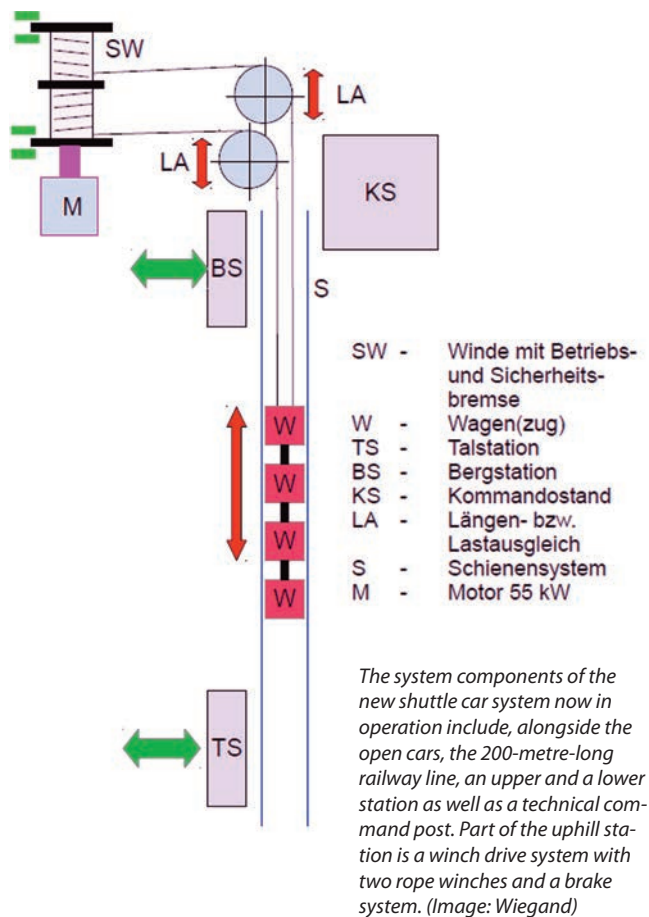 SW
LA
LA
KS
M
BS
S
W
W
W
W
TS
SW - Winde mit Betriebs-
und Sicherheits-
bremse
W - Wagen(zug)
TS - Talstation
BS - Bergstation
KS - Kommandostand
LA - Längen- bzw.
Lastausgleich
S - Schienensystem
M - Motor 55 kW
The system components of the
new shuttle car system now in
operation include, alongside the
open cars, the 200-metre-long
railway line, an upper and a lower
station as well as a technical com-
mand post. Part of the uphill sta-
tion is a winch drive system with
two rope winches and a brake
system. (Image: Wiegand)